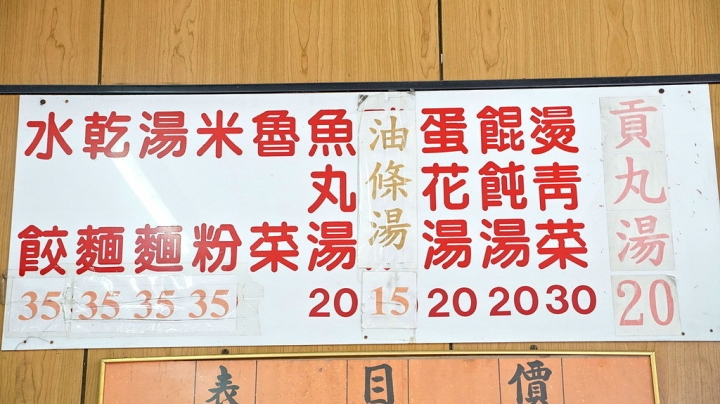 水餃 35
乾麵 35
湯麵 35
米粉 35
魯菜
魚丸湯 20
油條湯 15
蛋花湯 20
餛飩湯 20
燙青菜 30
貢丸湯 20
表目價